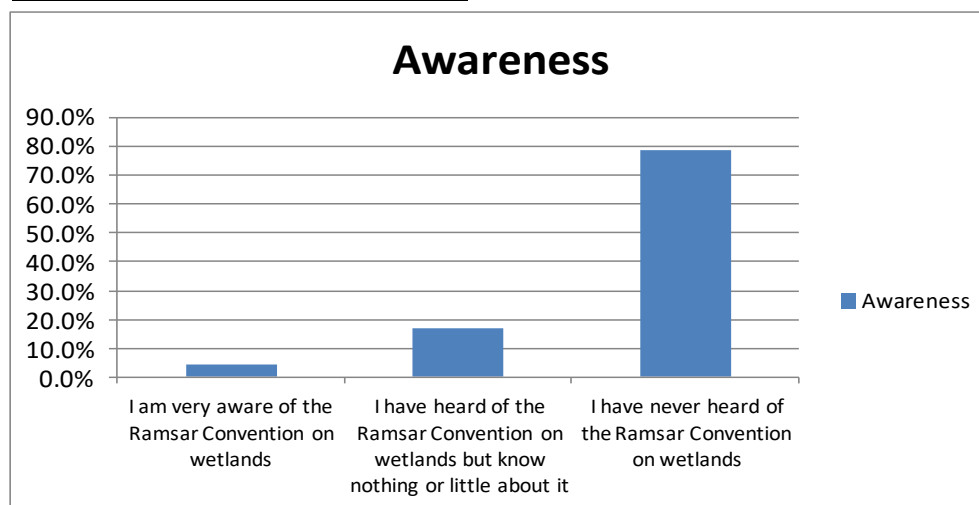 Awareness
90.0%
80.0%
70.0%
60.0%
50.0%
40.0%
30.0%
20.0%
10.0%
0.0%
I am very aware of the
Ramsar Convention on
wetlands
I have heard of the
Ramsar Convention on
wetlands but know
nothing or little about it
I have never heard of
the Ramsar Convention
on wetlands
Awareness